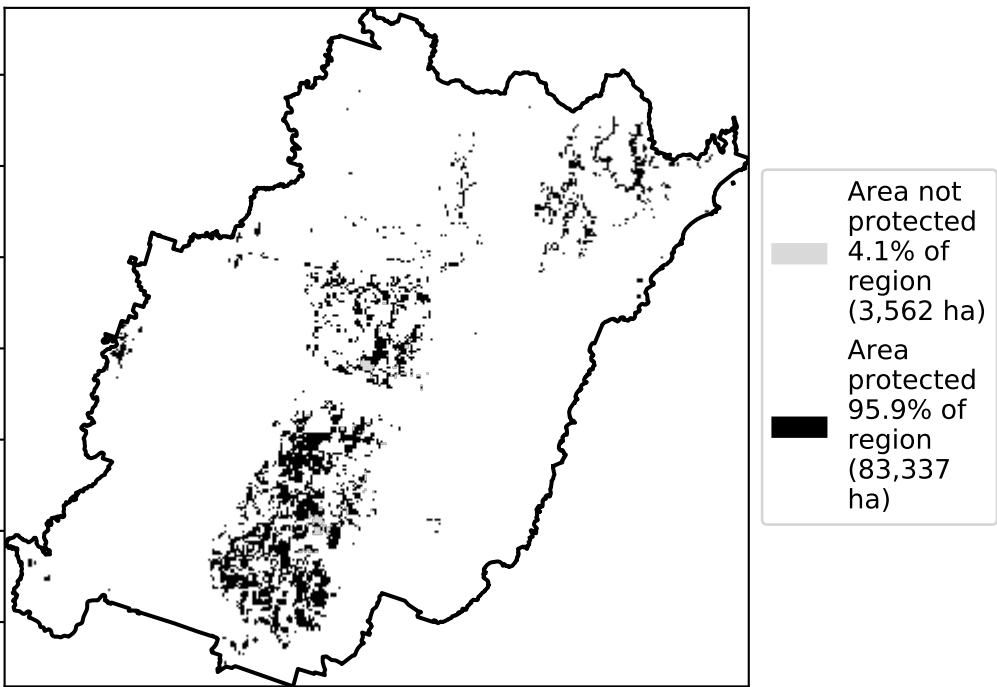 Area not
protected
4.1% of
region
(3,562 ha)
Area
protected
95.9% of
region
(83,337
ha)